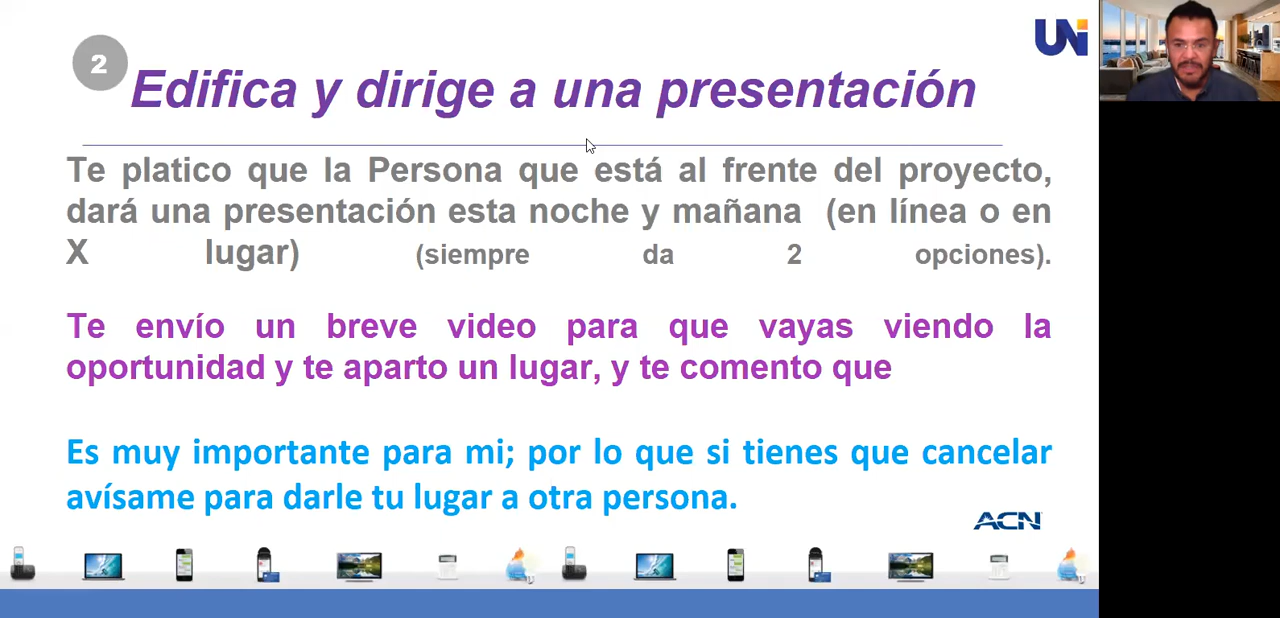 UNi
2
Edifica y dirige a una presentación
Te platico que la Persona que está al frente del proyecto,
dará una presentación esta noche y mañana (en línea o en
X lugar) (siempre da 2 opciones).
Te envío un breve video para que vayas viendo la
oportunidad y te aparto un lugar, y te comento que
Es muy importante para mi; por lo que si tienes que cancelar
avísame para darle tu lugar a otra persona.
ACN